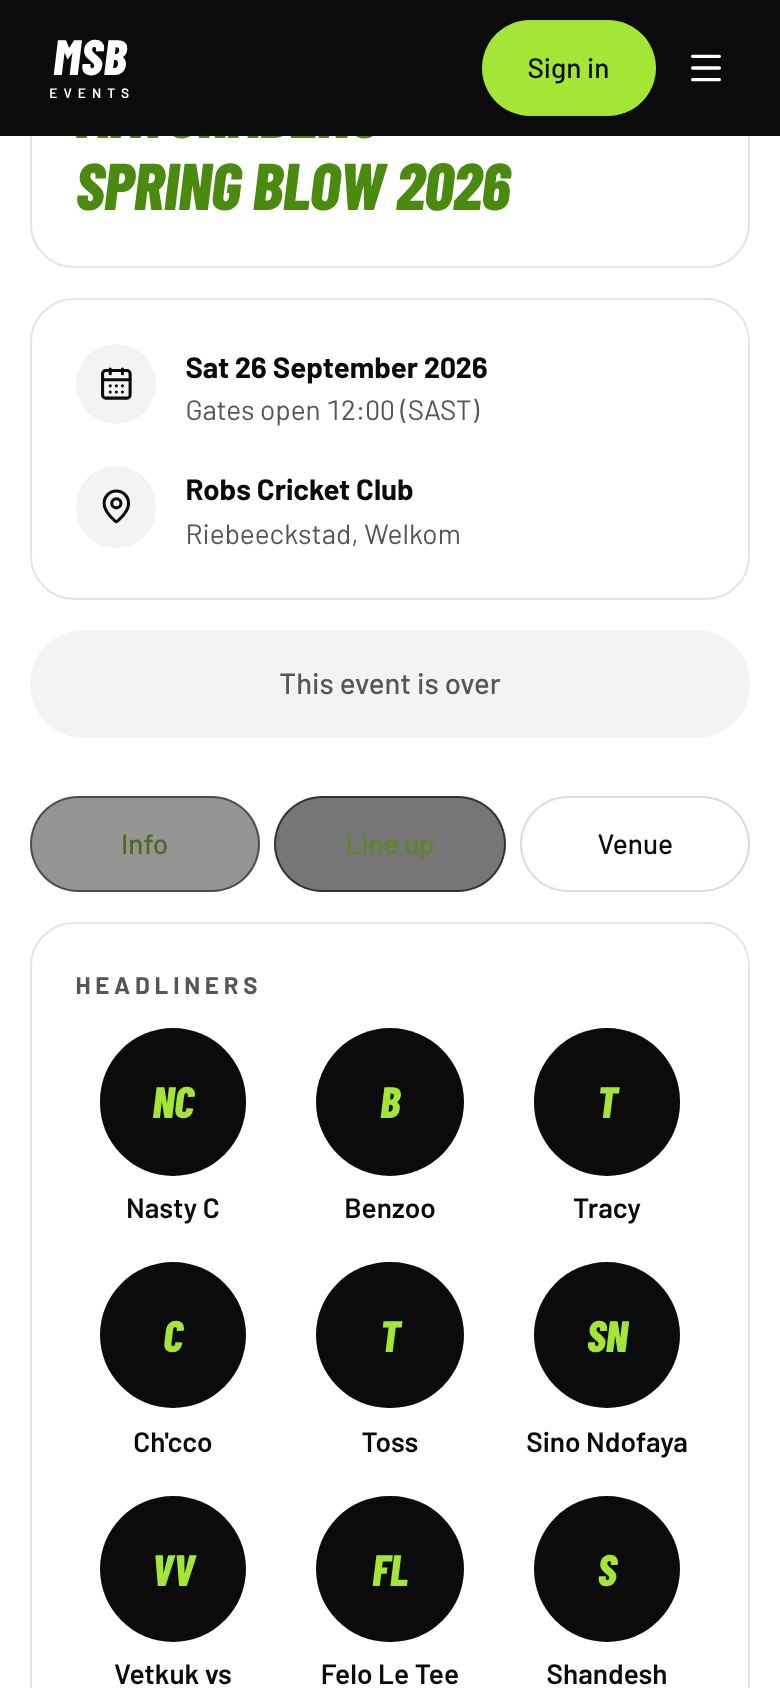 MSB
EVENTS
Sign in
SPRING BLOW 2026
Sat 26 September 2026
Gates open 12:00 (SAST)
Robs Cricket Club
Riebeeckstad, Welkom
This event is over
Info
Line up
Venue
HEADLINERS
NC
B
T
Nasty C
Benzoo
Tracy
C
T
SN
Ch'cco
Toss
Sino Ndofaya
VV
FL
S
Vetkuk vs
Felo Le Tee
Shandesh